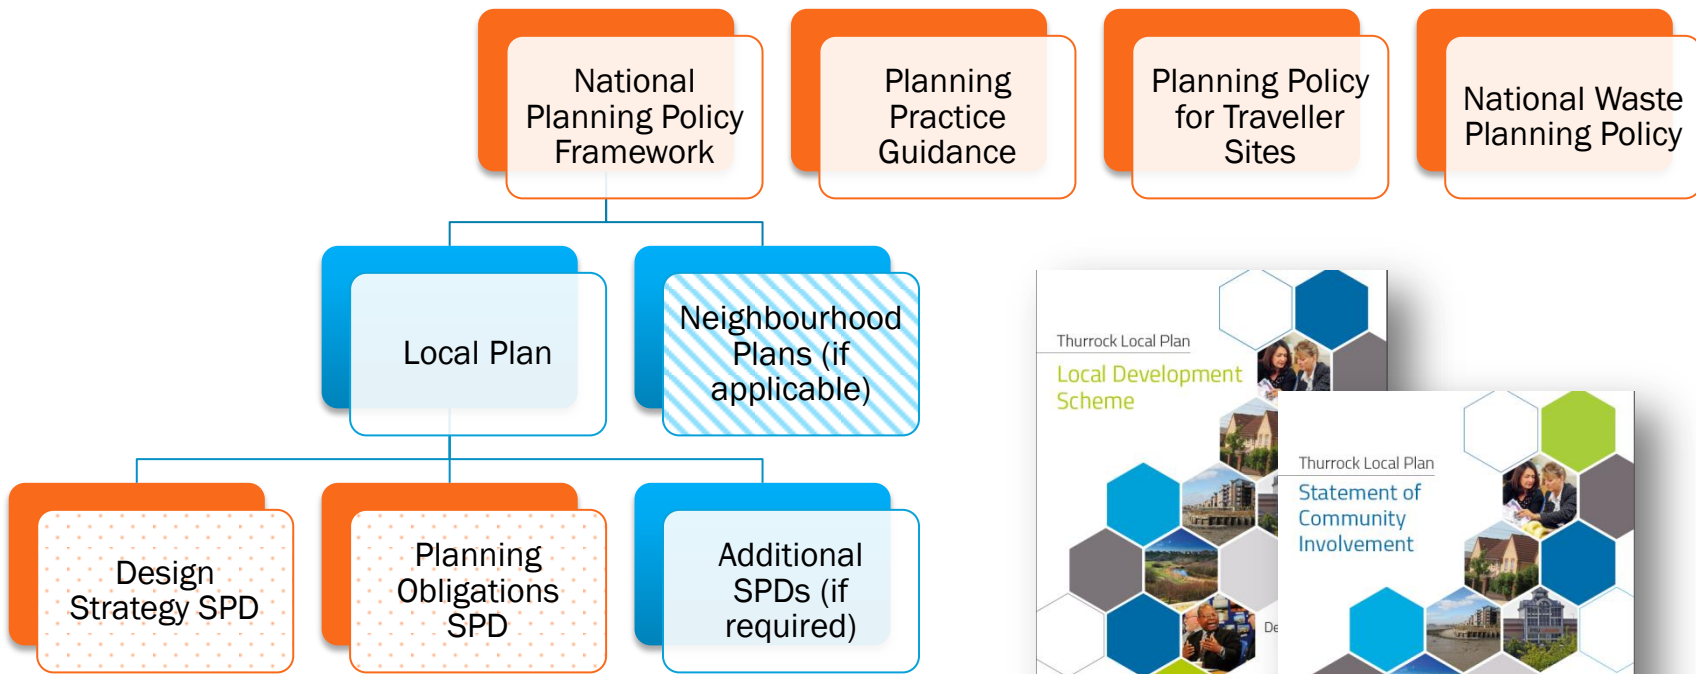 National
Planning Policy
Framework
Planning
Practice
Guidance
Planning Policy
for Traveller
Sites
National Waste
Planning Policy
Local Plan
Neighbourhood
Plans (if
applicable)
Design
Strategy SPD
Planning
Obligations
SPD
Additional
SPDs (if
required)
Thurrock Local Plan
Local Development
Scheme
De
Thurrock Local Plan
Statement of
Community
Involvement